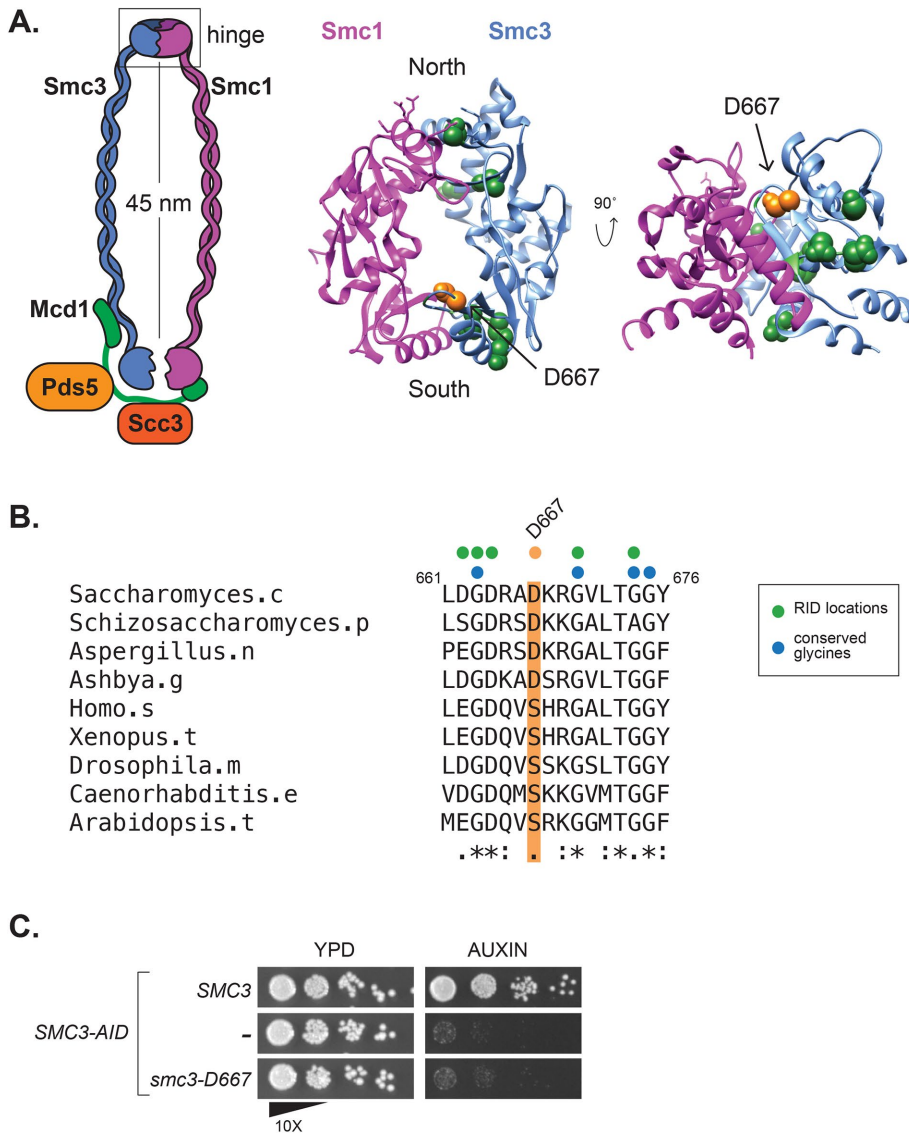 A.
hinge
Smc3
Smc1
45 nm
Mcd1
Pds5
Scc3
Smc1
Smc3
North
South
D667
90°
D667
B.
D667
661
676
Saccharomyces.c LDGDRADKRGVLTGGY
Schizosaccharomyces.p LSGDRSDKKGALTAGY
Aspergillus.n PEGDRSDKRGALTGGF
Ashbya.g LDGDKADSRGVLTGGF
Homo.s LEGDQVSHRGALTGGY
Xenopus.t LEGDQVSHRGALTGGY
Drosophila.m LDGDQVSSKGSLTGGY
Caenorhabditis.e VDGDQMSKKGVMTGGF
Arabidopsis.t MEGDQVSRKGGMTGGF
.**: . :* :*.*:
RID locations
conserved
glycines
C.
YPD
AUXIN
SMC3-AID
SMC3
-
smc3-D667
10X